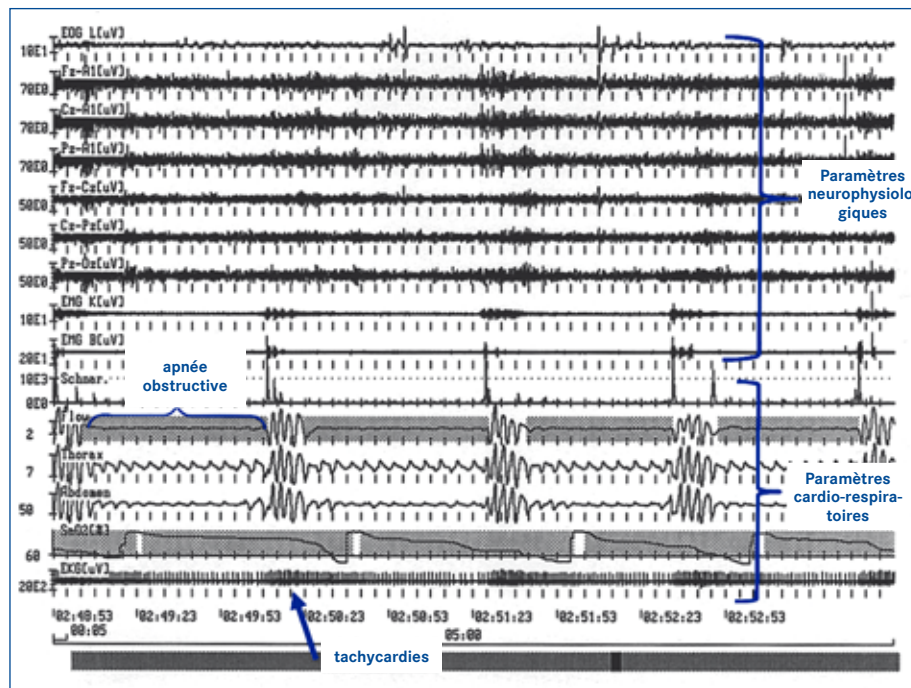 EOG L[uV]
10E1
Fz-A1[uV]
70E0
Cz-A1[uV]
70E0
Pz-A1[uV]
70E0
Fz-Cz[uV]
50E0
Cz-Pz[uV]
50E0
Pz-Oz[uV]
50E0
EMG K[uV]
10E1
EMG B[uV]
20E1
Schnar.
10E3
0E0
Flow
2
Thorax
7
Abdomen
50
SaO2[%]
60
EKG[uV]
20E2
apnée
obstructive
Paramètres
neurophysiolo
giques
Paramètres
cardio-respira-
toires
02:48:53 02:49:23 02:49:53 02:50:23 02:50:53 02:51:23 02:51:53 02:52:23 02:52:53
00:05 05:00
tachycardies